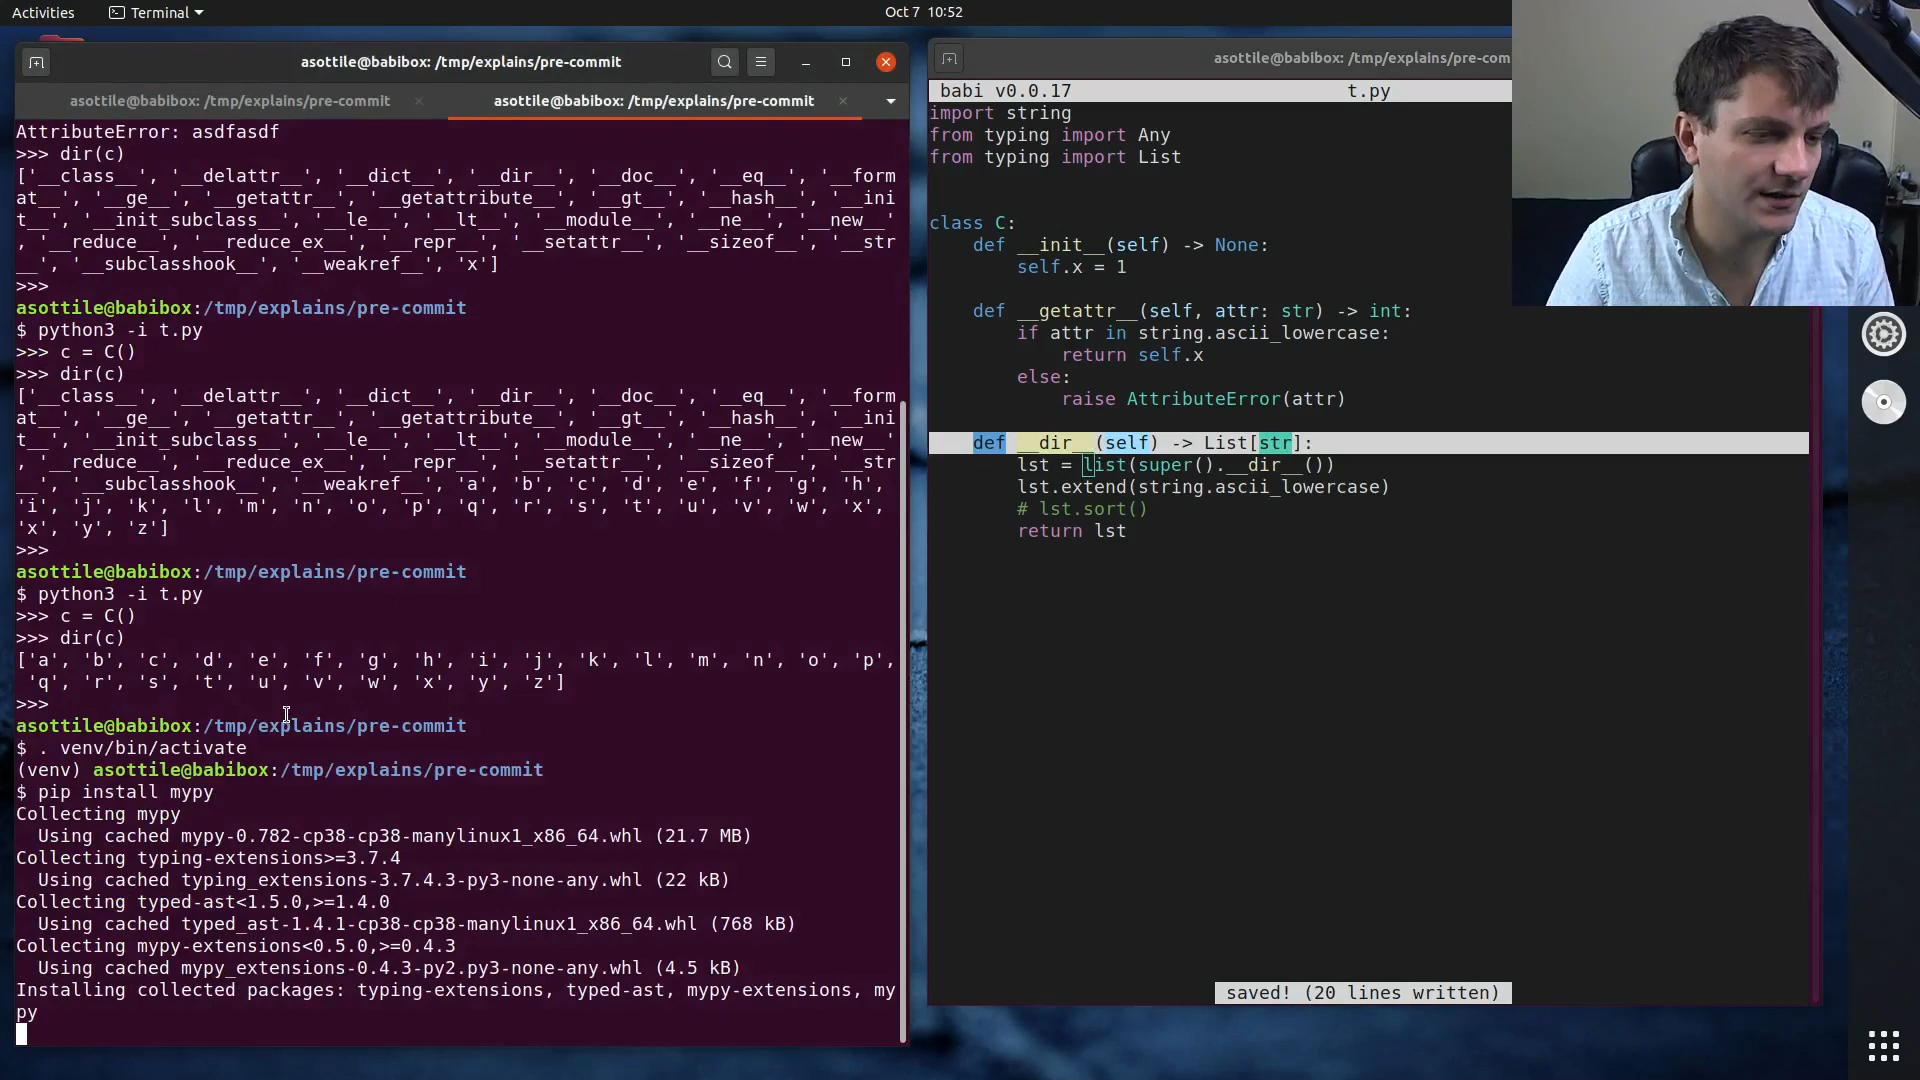 Activities
Terminal
Oct 7 10:52
asottile@babibox: /tmp/explains/pre-commit
asottile@babibox: /tmp/explains/pre-commit
asottile@babibox: /tmp/explains/pre-commit
AttributeError: asdfasdf
>>> dir(c)
['__class__', '__delattr__', '__dict__', '__dir__', '__doc__', '__eq__', '__form
at__', '__ge__', '__getattr__', '__getattribute__', '__gt__', '__hash__', '__ini
t__', '__init_subclass__', '__le__', '__lt__', '__module__', '__ne__', '__new__'
, '__reduce__', '__reduce_ex__', '__repr__', '__setattr__', '__sizeof__', '__str
__', '__subclasshook__', '__weakref__', 'x']
>>>
asottile@babibox:/tmp/explains/pre-commit
$ python3 -i t.py
>>> c = C()
>>> dir(c)
['__class__', '__delattr__', '__dict__', '__dir__', '__doc__', '__eq__', '__form
at__', '__ge__', '__getattr__', '__getattribute__', '__gt__', '__hash__', '__ini
t__', '__init_subclass__', '__le__', '__lt__', '__module__', '__ne__', '__new__'
, '__reduce__', '__reduce_ex__', '__repr__', '__setattr__', '__sizeof__', '__str
__', '__subclasshook__', '__weakref__', 'a', 'b', 'c', 'd', 'e', 'f', 'g', 'h',
'i', 'j', 'k', 'l', 'm', 'n', 'o', 'p', 'q', 'r', 's', 't', 'u', 'v', 'w', 'x',
'x', 'y', 'z']
>>>
asottile@babibox:/tmp/explains/pre-commit
$ python3 -i t.py
>>> c = C()
>>> dir(c)
['a', 'b', 'c', 'd', 'e', 'f', 'g', 'h', 'i', 'j', 'k', 'l', 'm', 'n', 'o', 'p',
'q', 'r', 's', 't', 'u', 'v', 'w', 'x', 'y', 'z']
>>>
asottile@babibox:/tmp/explains/pre-commit
$ . venv/bin/activate
(venv) asottile@babibox:/tmp/explains/pre-commit
$ pip install mypy
Collecting mypy
Using cached mypy-0.782-cp38-cp38-manylinux1_x86_64.whl (21.7 MB)
Collecting typing-extensions>=3.7.4
Using cached typing_extensions-3.7.4.3-py3-none-any.whl (22 kB)
Collecting typed-ast<1.5.0,>=1.4.0
Using cached typed_ast-1.4.1-cp38-cp38-manylinux1_x86_64.whl (768 kB)
Collecting mypy-extensions<0.5.0,>=0.4.3
Using cached mypy_extensions-0.4.3-py2.py3-none-any.whl (4.5 kB)
Installing collected packages: typing-extensions, typed-ast, mypy-extensions, my
py
asottile@babibox: /tmp/explains/pre-com
babi v0.0.17 t.py
import string
from typing import Any
from typing import List
class C:
def __init__(self) -> None:
self.x = 1
def __getattr__(self, attr: str) -> int:
if attr in string.ascii_lowercase:
return self.x
else:
raise AttributeError(attr)
def __dir__(self) -> List[str]:
lst = list(super().__dir__())
lst.extend(string.ascii_lowercase)
# lst.sort()
return lst
saved! (20 lines written)